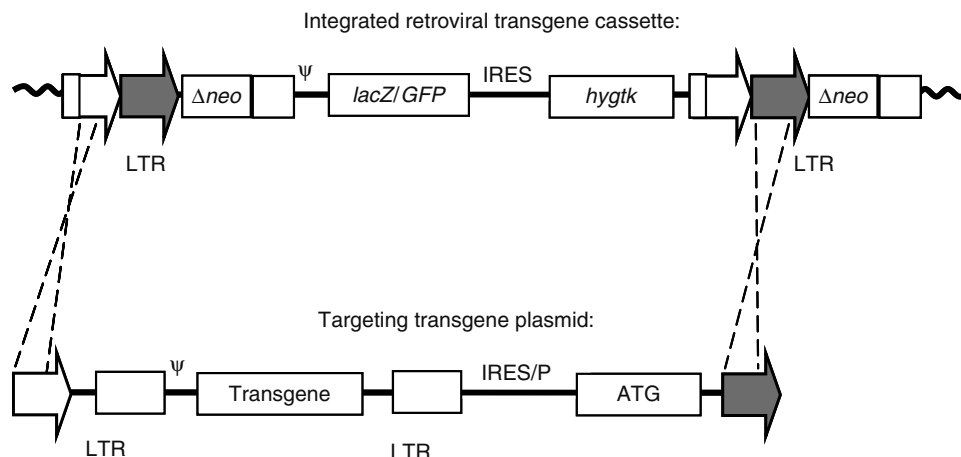 Integrated retroviral transgene cassette:
ψ
IRES
Δneo
lacZ/GFP
hygtk
Δneo
LTR
LTR
Targeting transgene plasmid:
ψ
IRES/P
Transgene
ATG
LTR
LTR